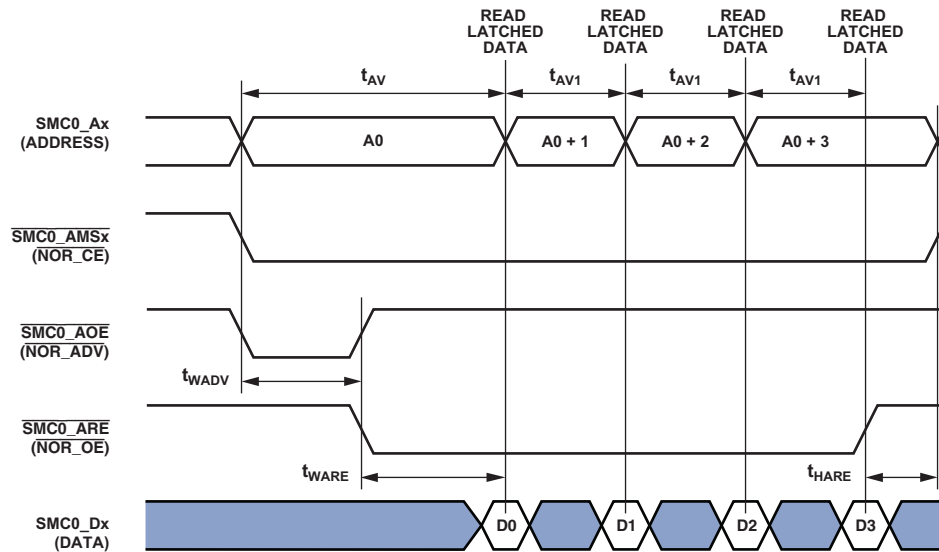 READ LATCHED DATA
READ LATCHED DATA
READ LATCHED DATA
READ LATCHED DATA
tAV
tAV1
tAV1
tAV1
SMC0_Ax
(ADDRESS)
A0
A0 + 1
A0 + 2
A0 + 3
SMC0_AMSx
(NOR_CE)
SMC0_AOE
(NOR_ADV)
tWADV
SMC0_ARE
(NOR_OE)
tWARE
tHARE
SMC0_Dx
(DATA)
D0
D1
D2
D3